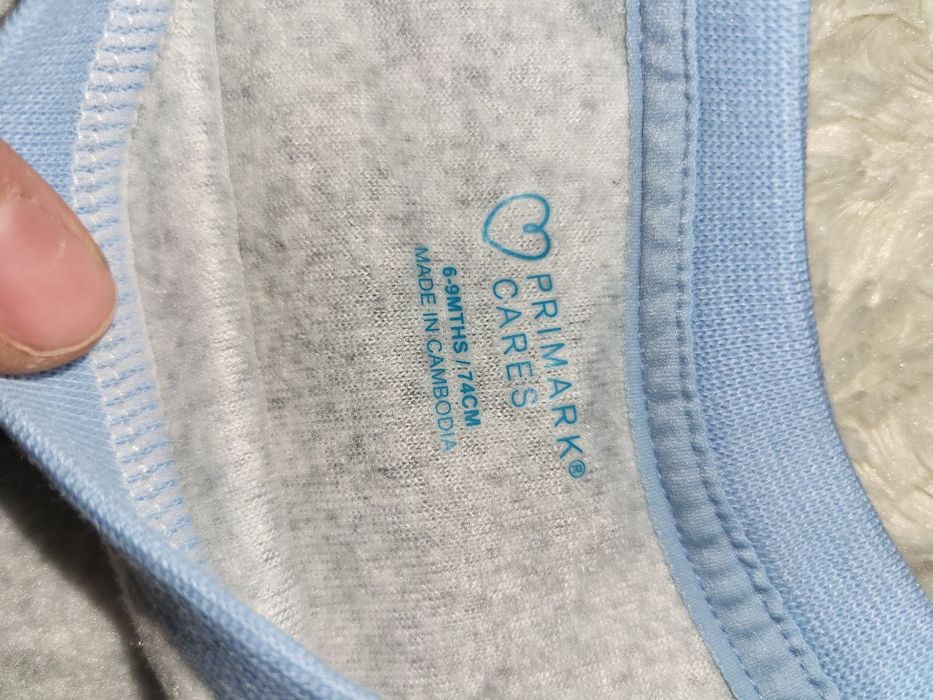 PRIMARK®
CARES
6-9MTHS / 74CM
MADE IN CAMBODIA